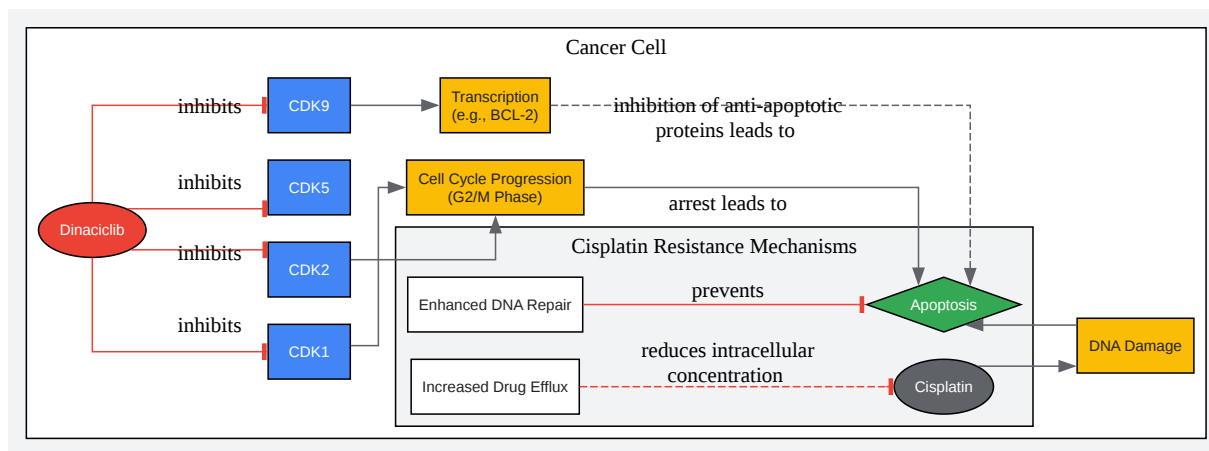 Cancer Cell
inhibits
CDK9
Transcription
(e.g., BCL-2)
inhibition of anti-apoptotic
proteins leads to
inhibits
CDK5
Cell Cycle Progression
(G2/M Phase)
arrest leads to
Dinaciclib
inhibits
CDK2
Cisplatin Resistance Mechanisms
Enhanced DNA Repair
prevents
Apoptosis
inhibits
CDK1
DNA Damage
reduces intracellular
concentration
Increased Drug Efflux
Cisplatin